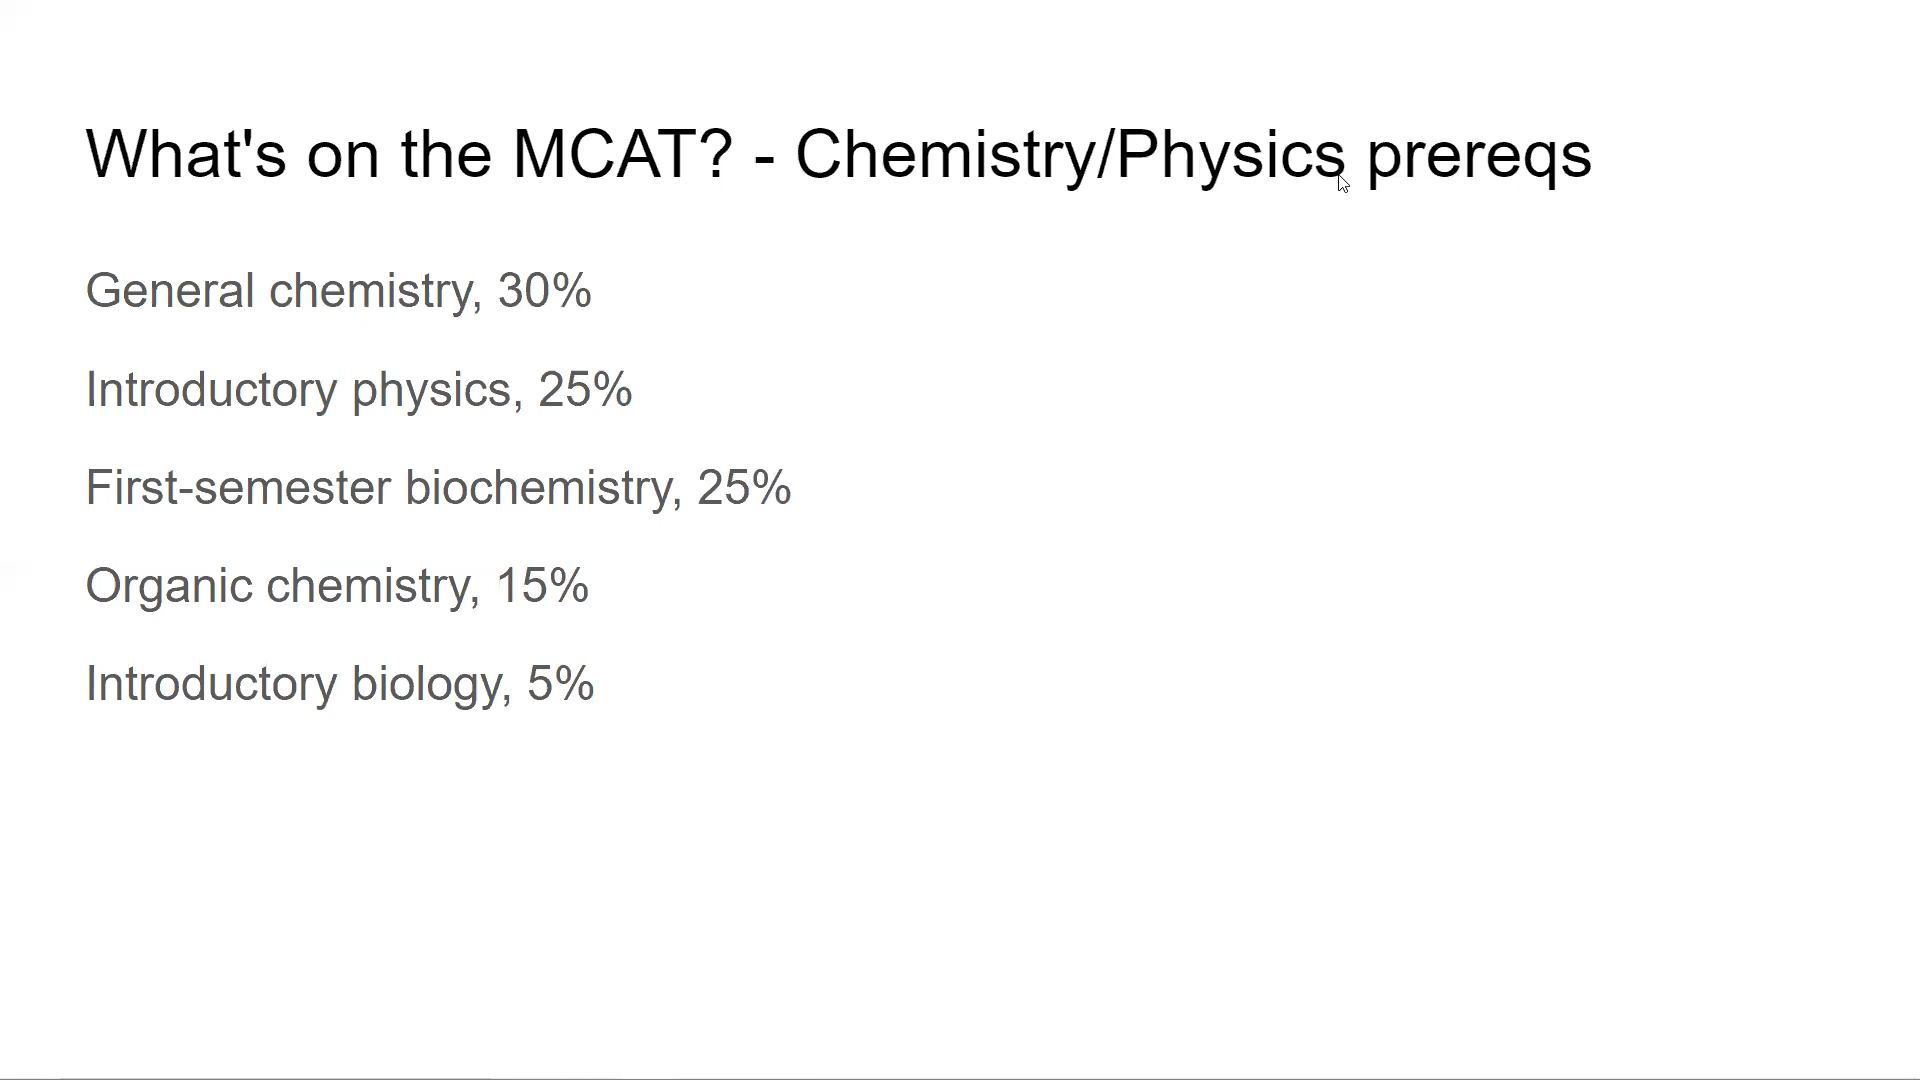 What's on the MCAT? - Chemistry/Physics prereqs
General chemistry, 30%
Introductory physics, 25%
First-semester biochemistry, 25%
Organic chemistry, 15%
Introductory biology, 5%